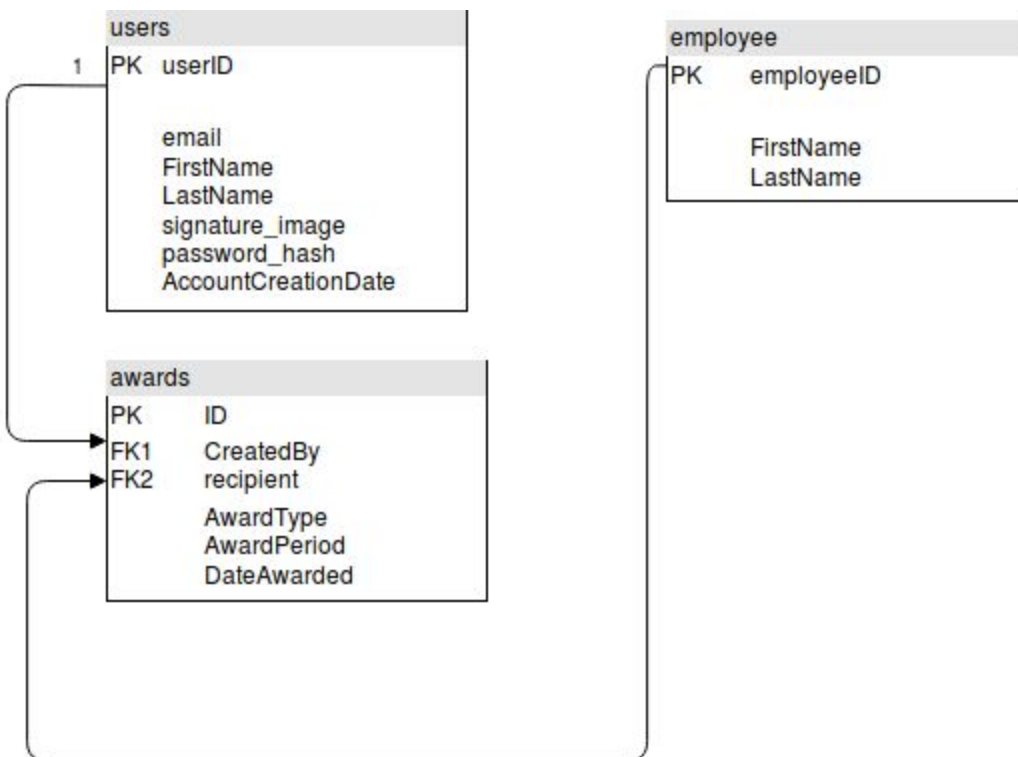 users
1
PK userID
email
FirstName
LastName
signature_image
password_hash
AccountCreationDate
employee
PK employeeID
FirstName
LastName
awards
PK ID
FK1 CreatedBy
FK2 recipient
AwardType
AwardPeriod
DateAwarded